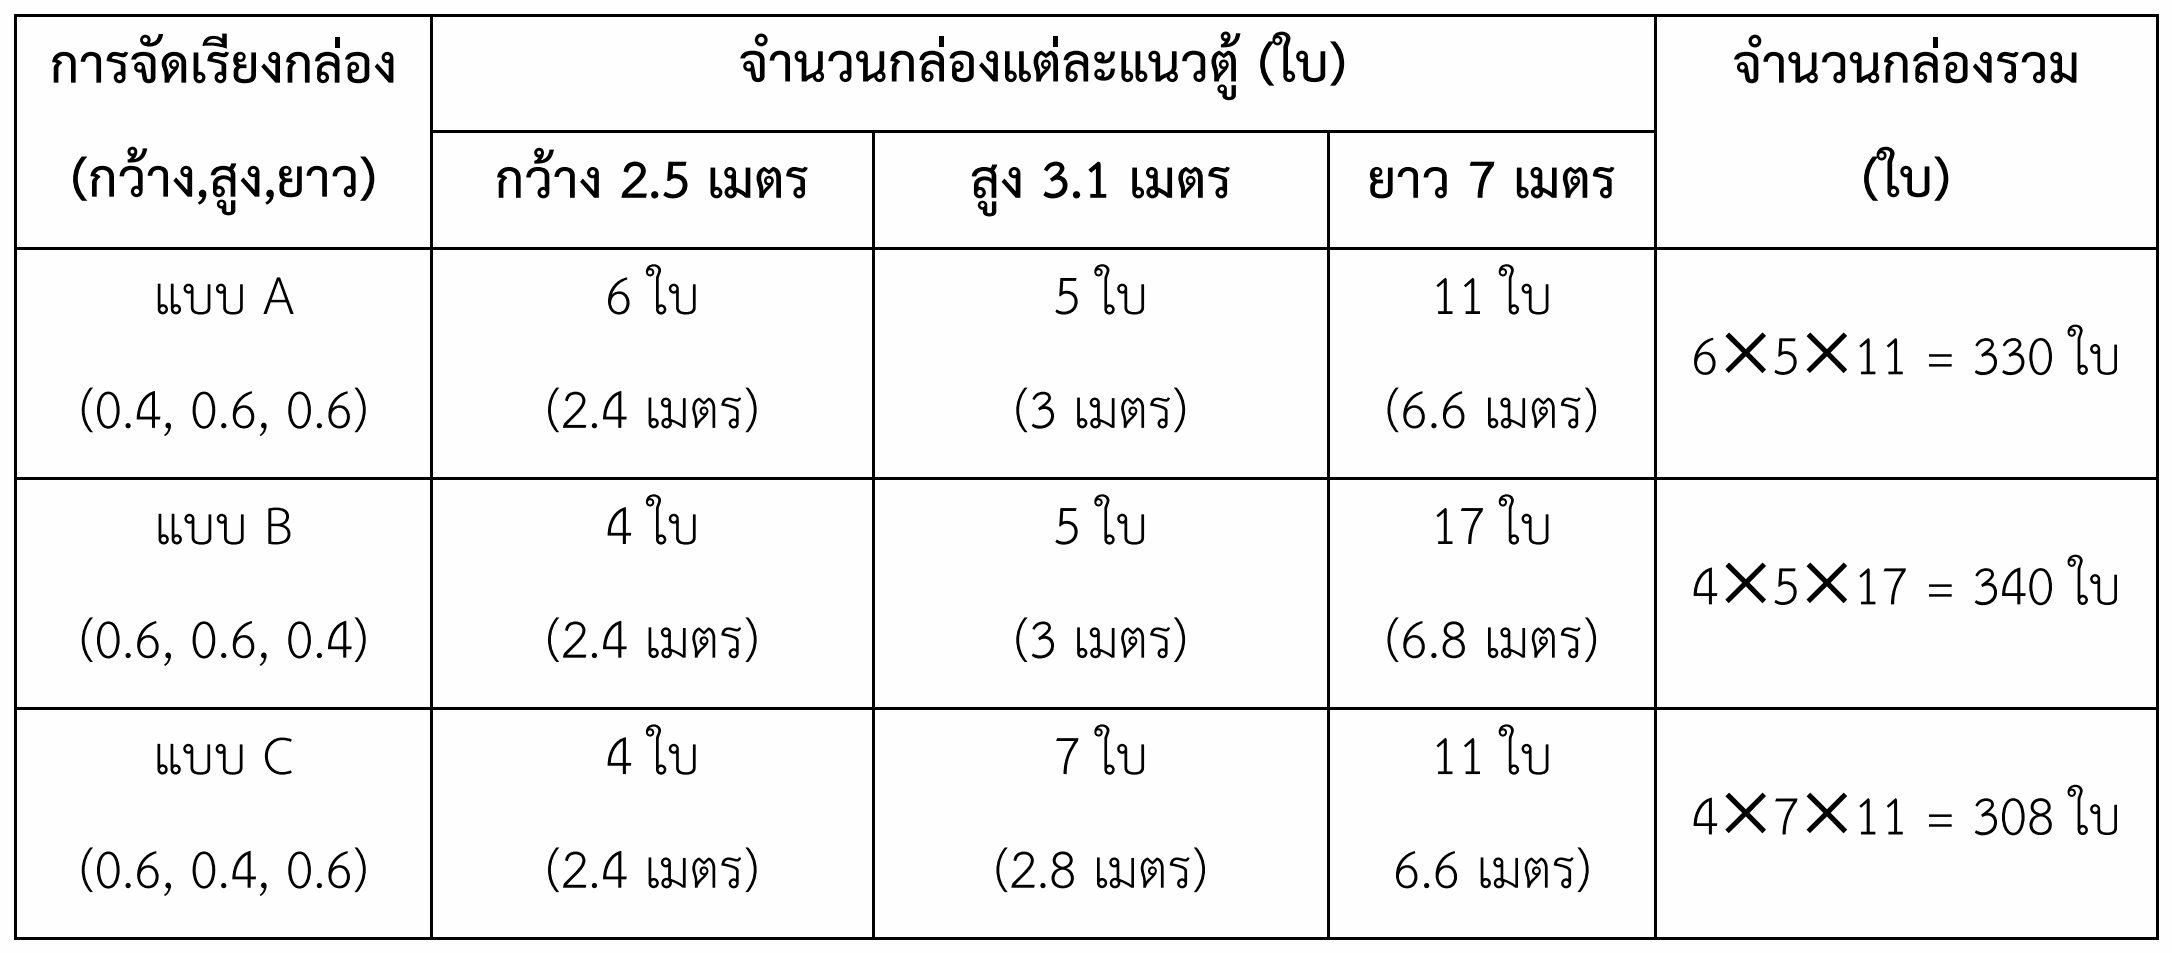 การจัดเรียงกล่อง
(กว้าง,สูง,ยาว)
จำนวนกล่องแต่ละแนวตู้ (ใบ)
จำนวนกล่องรวม
(ใบ)
กว้าง 2.5 เมตร
สูง 3.1 เมตร
ยาว 7 เมตร
แบบ A
(0.4, 0.6, 0.6)
6 ใบ
(2.4 เมตร)
5 ใบ
(3 เมตร)
11 ใบ
(6.6 เมตร)
6×5×11 = 330 ใบ
แบบ B
(0.6, 0.6, 0.4)
4 ใบ
(2.4 เมตร)
5 ใบ
(3 เมตร)
17 ใบ
(6.8 เมตร)
4×5×17 = 340 ใบ
แบบ C
(0.6, 0.4, 0.6)
4 ใบ
(2.4 เมตร)
7 ใบ
(2.8 เมตร)
11 ใบ
6.6 เมตร)
4×7×11 = 308 ใบ